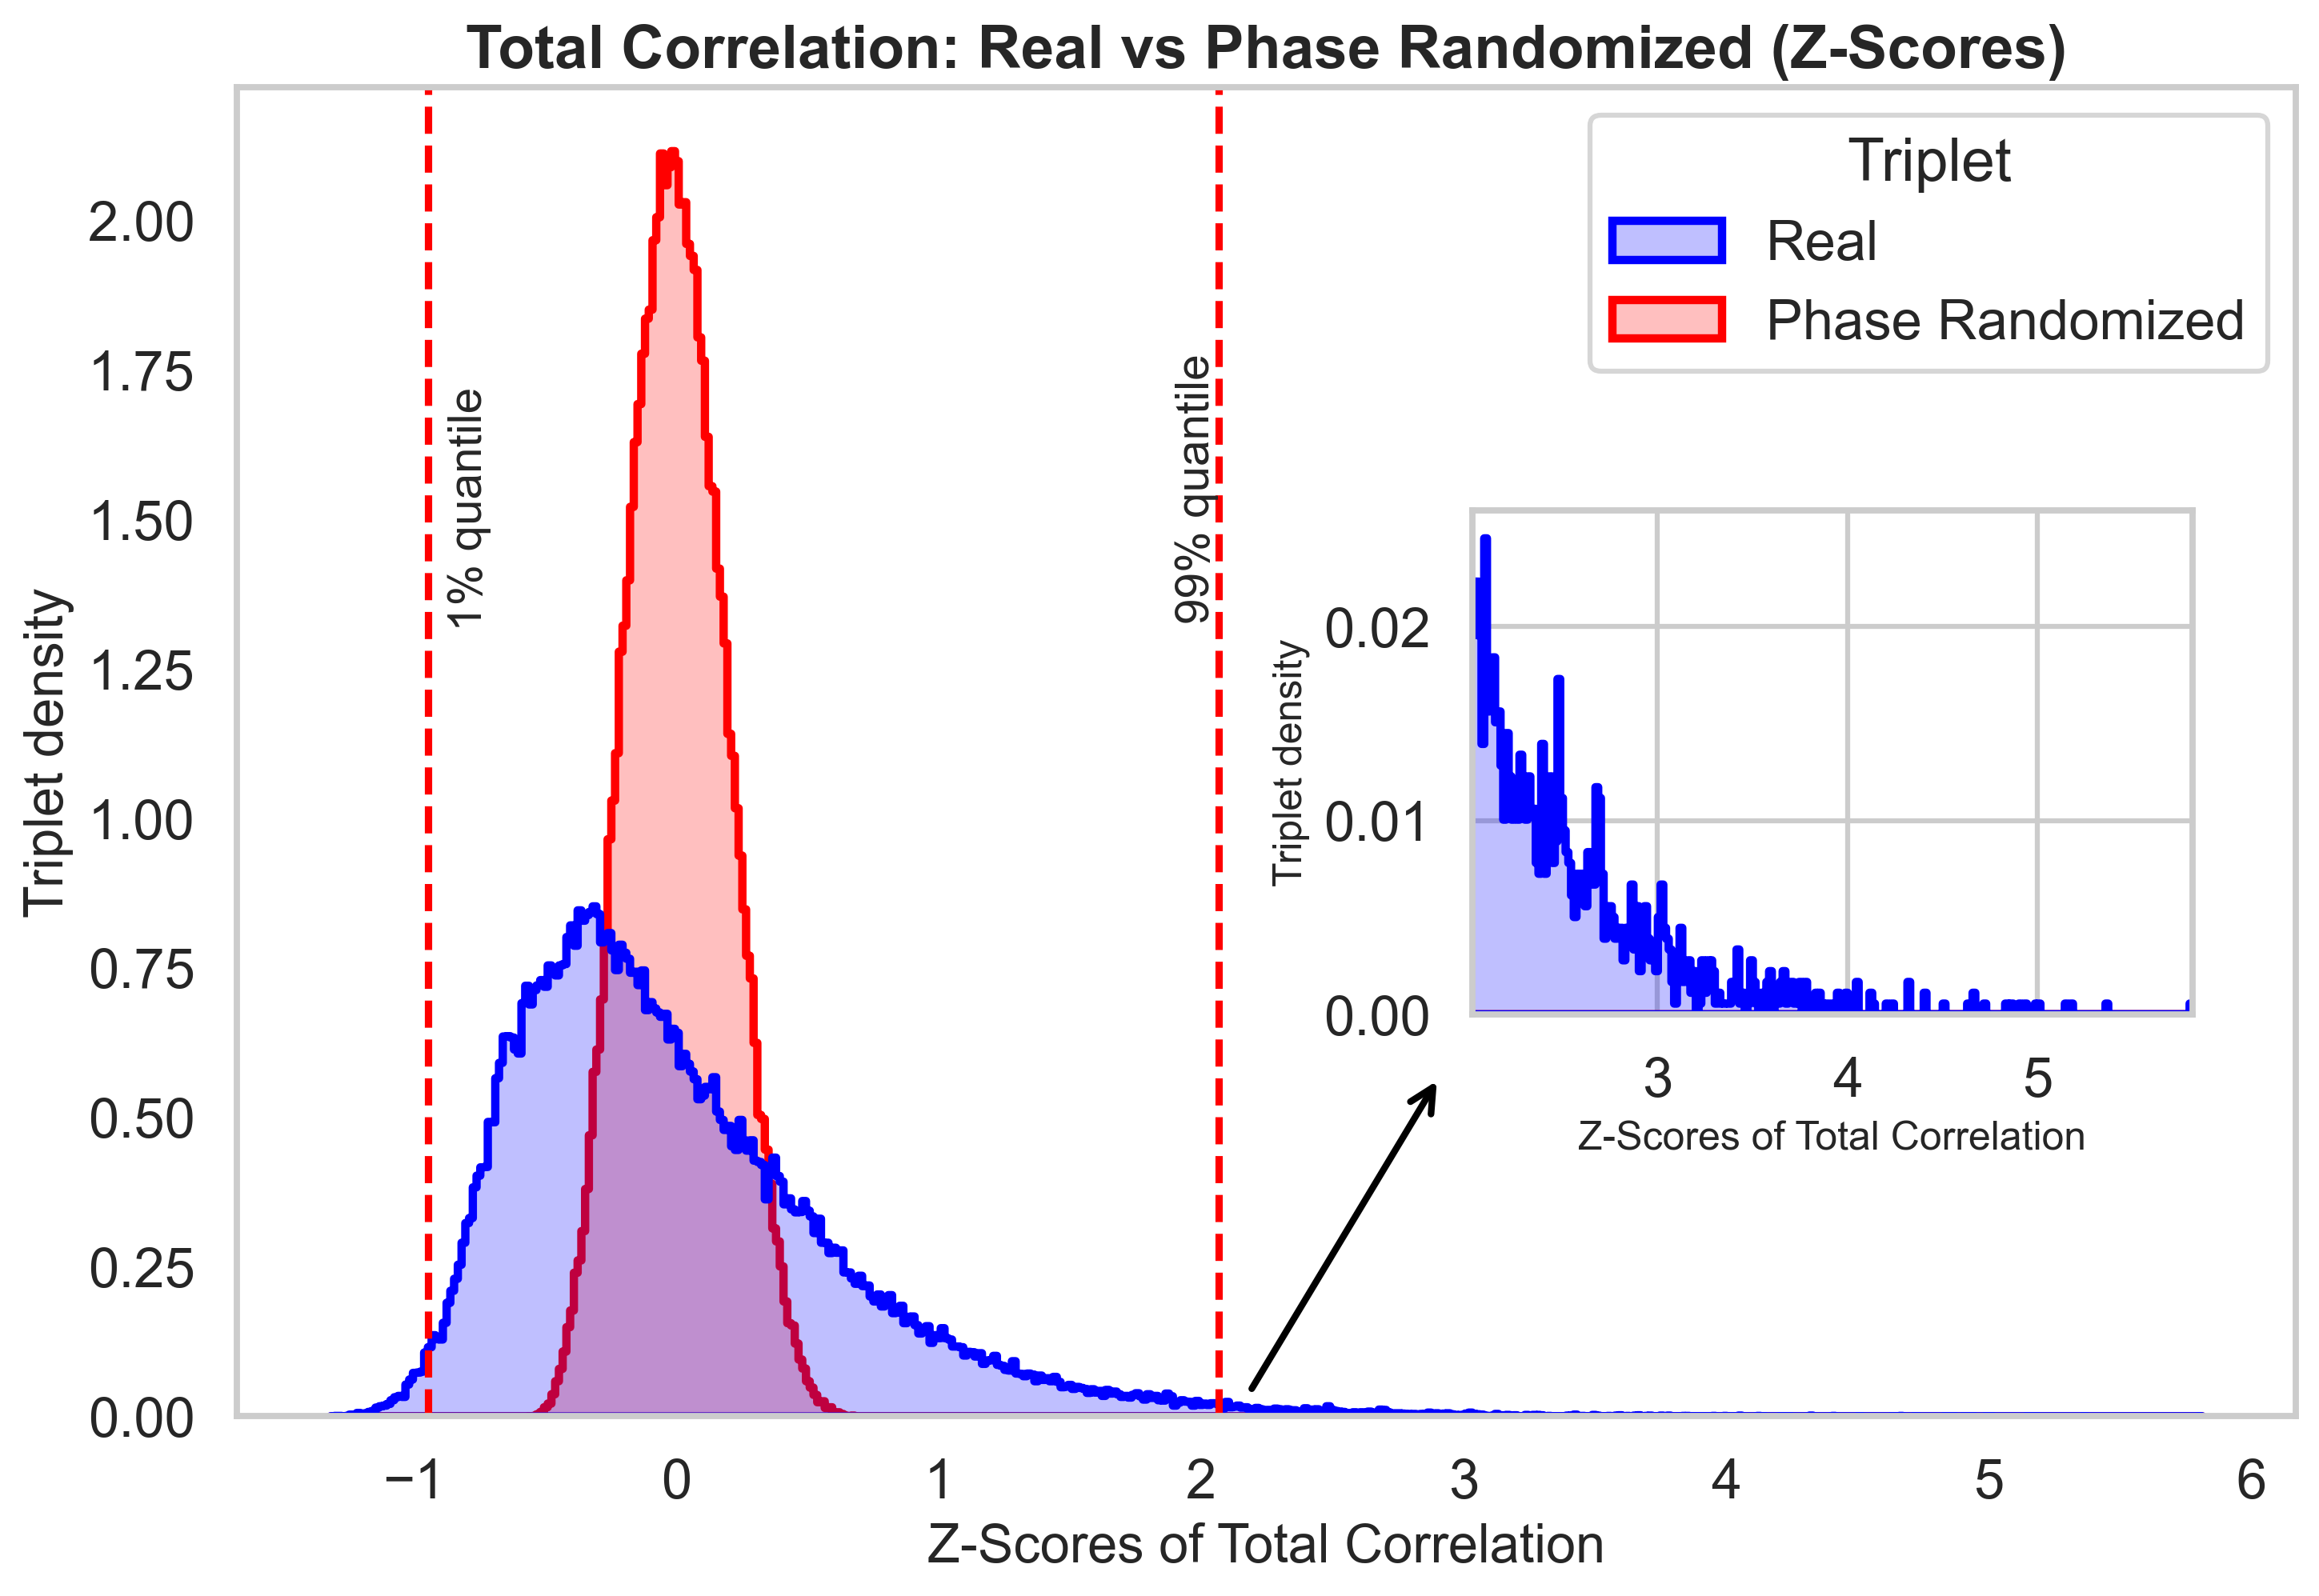 Total Correlation: Real vs Phase Randomized (Z-Scores)
Triplet
Real
Phase Randomized
1% quantile
99% quantile
Triplet density
2.00
1.75
1.50
1.25
1.00
0.75
0.50
0.25
0.00
−1
0
1
2
3
4
5
6
Z-Scores of Total Correlation
Triplet density
0.02
0.01
0.00
3
4
5
Z-Scores of Total Correlation